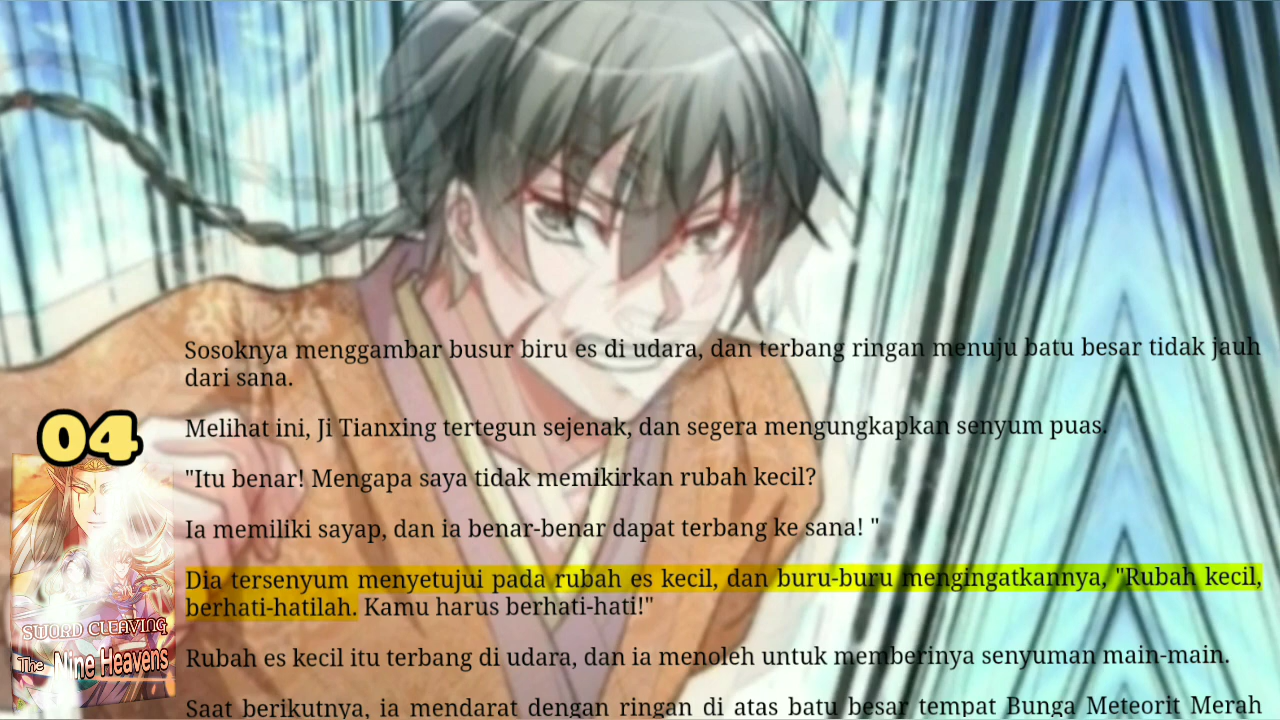 Sosoknya menggambar busur biru es di udara, dan terbang ringan menuju batu besar tidak jauh
dari sana.
Melihat ini, Ji Tianxing tertegun sejenak, dan segera mengungkapkan senyum puas.
"Itu benar! Mengapa saya tidak memikirkan rubah kecil?
Ia memiliki sayap, dan ia benar-benar dapat terbang ke sana! "
Dia tersenyum menyetujui pada rubah es kecil, dan buru-buru mengingatkannya, "Rubah kecil,
berhati-hatilah. Kamu harus berhati-hati!"
Rubah es kecil itu terbang di udara, dan ia menoleh untuk memberinya senyuman main-main.
Saat berikutnya, ia mendarat dengan ringan di atas batu besar tempat Bunga Meteorit Merah
04
SWORD CLEAVING
The Nine Heavens